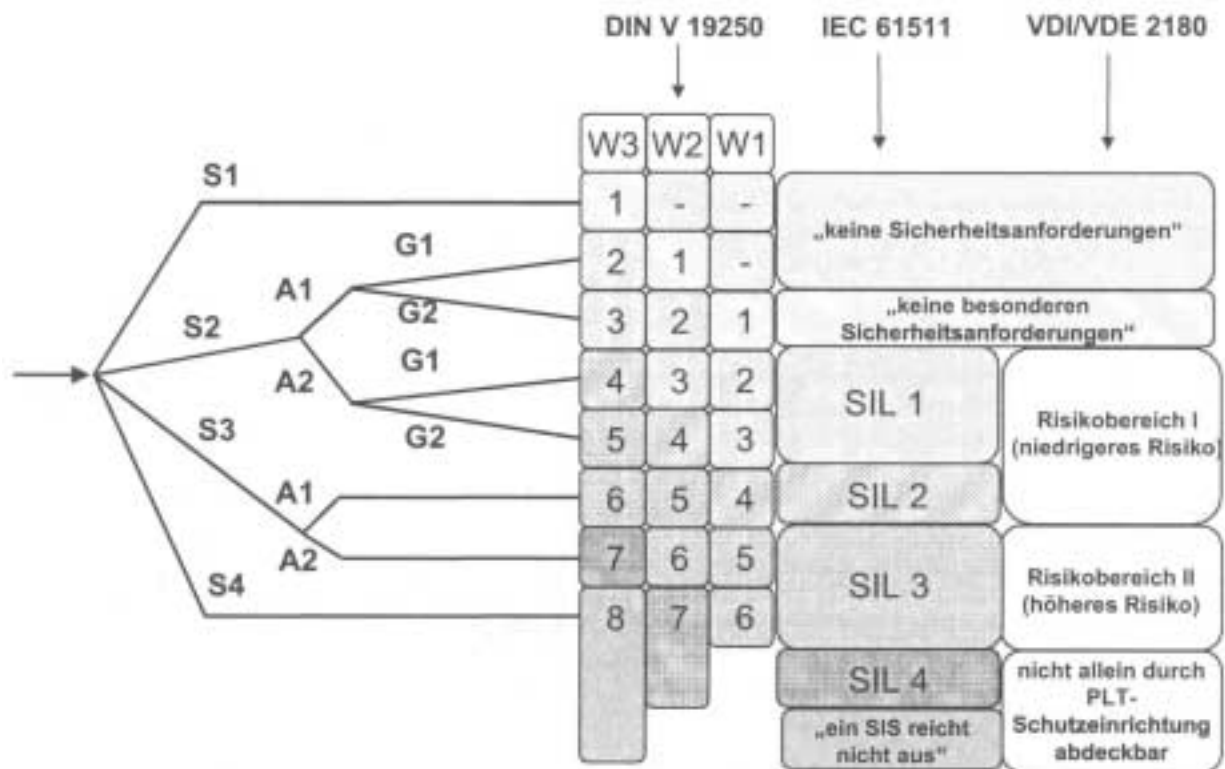 DIN V 19250 IEC 61511 VDI/VDE 2180
W3 W2 W1
S1
1 - -
„keine Sicherheitsanforderungen“
G1
2 1 -
A1
G2
3 2 1
„keine besonderen
Sicherheitsanforderungen“
S2
G1
A2
4 3 2
SIL 1
G2
5 4 3
Risikobereich I
(niedrigeres Risiko)
S3
A1
6 5 4
SIL 2
A2
7 6 5
SIL 3
Risikobereich II
(höheres Risiko)
S4
8 7 6
SIL 4
nicht allein durch
PLT-
Schutzeinrichtung
abdeckbar
„ein SIS reicht
nicht aus“